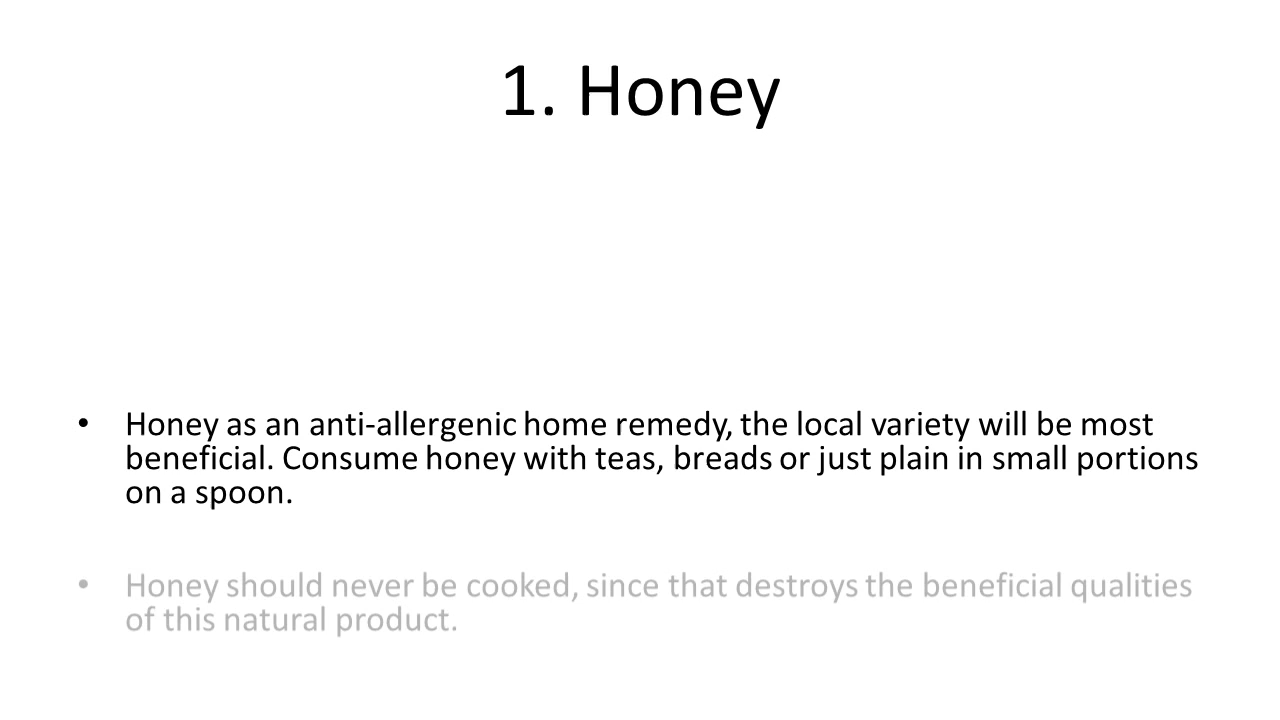 1. Honey
• Honey as an anti-allergenic home remedy, the local variety will be most
beneficial. Consume honey with teas, breads or just plain in small portions
on a spoon.
• Honey should never be cooked, since that destroys the beneficial qualities
of this natural product.